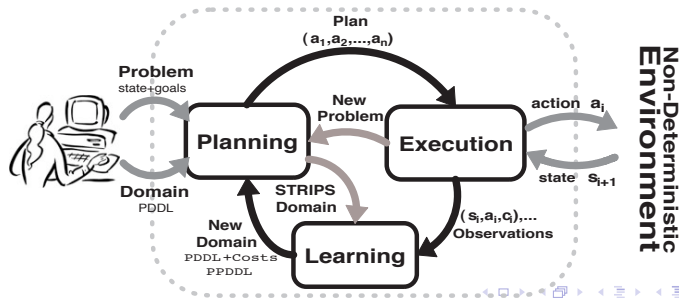 Plan
(a1,a2,...,an)
Problem
state+goals
New
Problem
action ai
Planning
Execution
Domain
PDDL
STRIPS
Domain
state si+1
New
Domain
PDDL+Costs
PPDDL
(si,ai,ci),...
Observations
Learning
Non-Deterministic
Environment